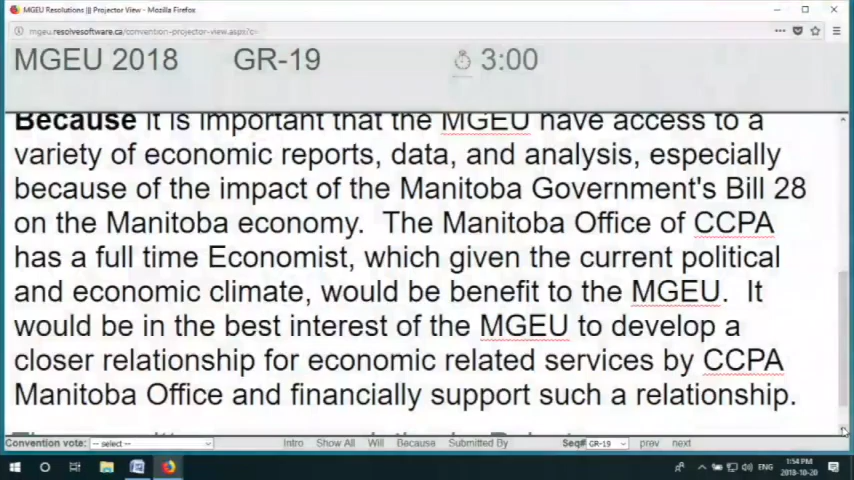 MGEU Resolutions ||| Projector View - Mozilla Firefox
mgeu.resolvesoftware.ca/convention-projector-view.aspx?c=
MGEU 2018 GR-19 3:00
Because it is important that the MGEU have access to a
variety of economic reports, data, and analysis, especially
because of the impact of the Manitoba Government's Bill 28
on the Manitoba economy. The Manitoba Office of CCPA
has a full time Economist, which given the current political
and economic climate, would be benefit to the MGEU. It
would be in the best interest of the MGEU to develop a
closer relationship for economic related services by CCPA
Manitoba Office and financially support such a relationship.
Convention vote: -- select -- Intro Show All Will Because Submitted By Seq# GR-19 prev next
ENG 1:54 PM
2018-10-20